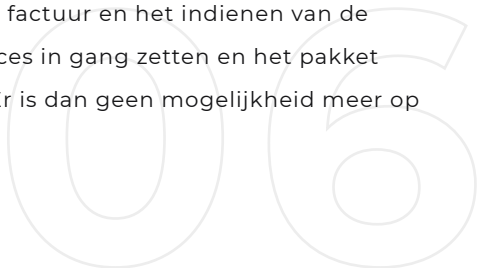 factuur en het indienen van de
ces in gang zetten en het pakket
Er is dan geen mogelijkheid meer op
06